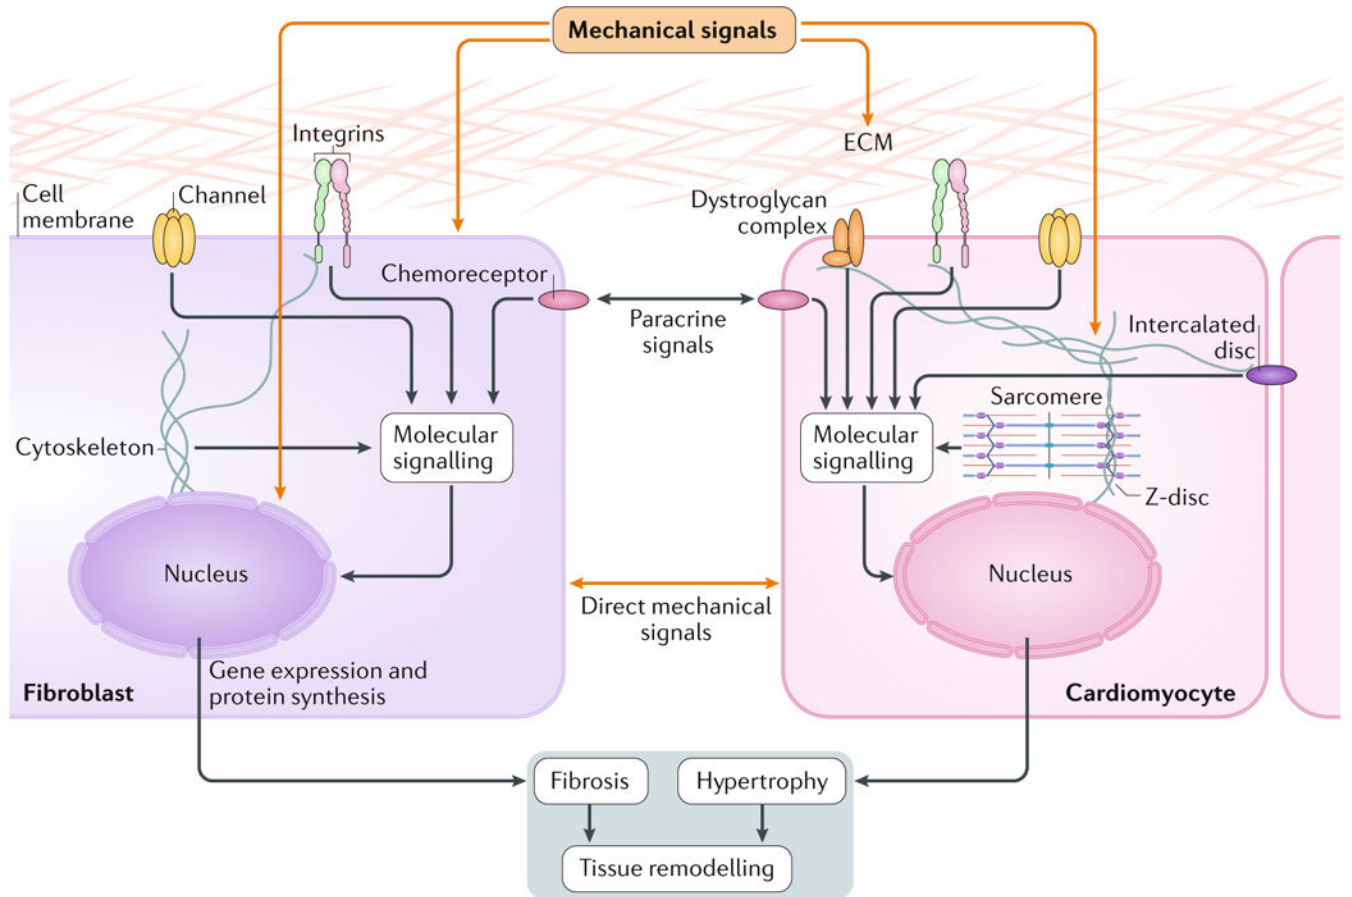 Mechanical signals
Integrins
ECM
Cell
membrane
Channel
Dystroglycan
complex
Chemoreceptor
Paracrine
signals
Intercalated
disc
Sarcomere
Cytoskeleton
Molecular
signalling
Molecular
signalling
Z-disc
Nucleus
Nucleus
Direct mechanical
signals
Gene expression and
protein synthesis
Fibroblast
Cardiomyocyte
Fibrosis
Hypertrophy
Tissue remodelling